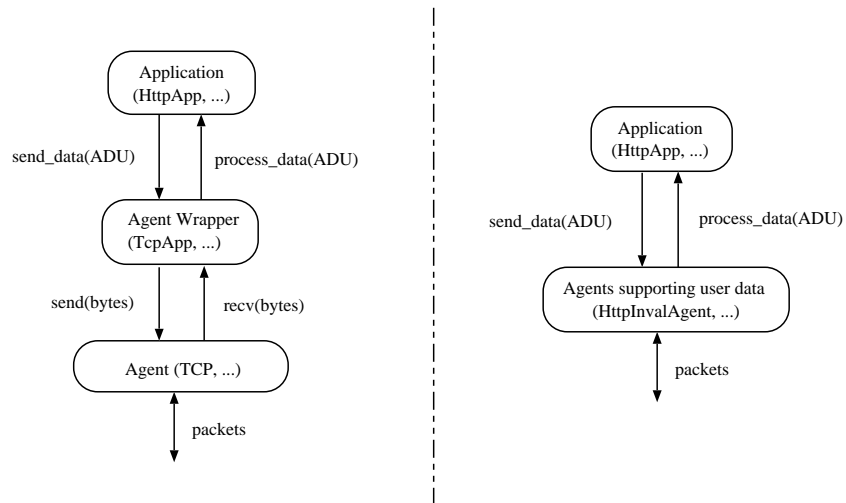 Application
(HttpApp, ...)
send_data(ADU)
process_data(ADU)
Agent Wrapper
(TcpApp, ...)
send(bytes)
recv(bytes)
Agent (TCP, ...)
packets
Application
(HttpApp, ...)
send_data(ADU)
process_data(ADU)
Agents supporting user data
(HttpInvalAgent, ...)
packets